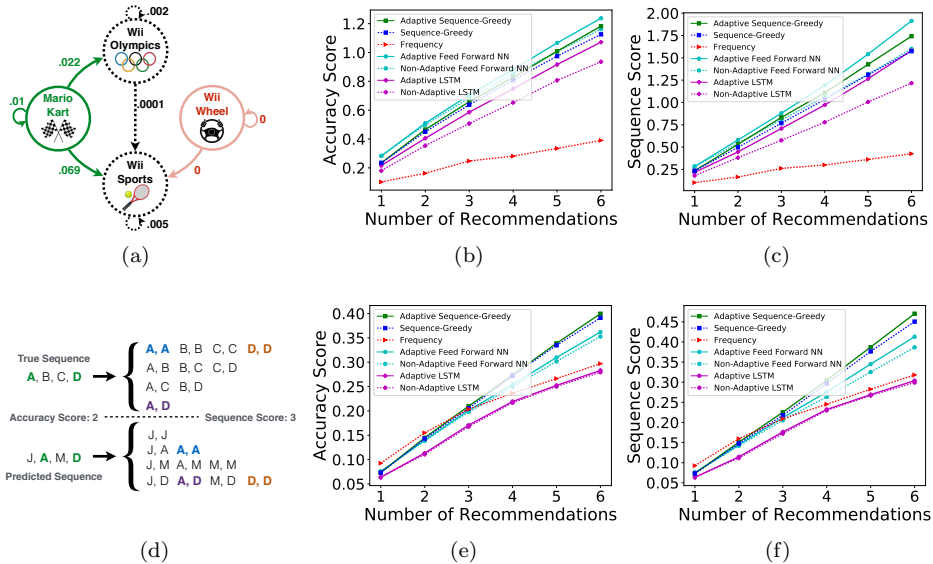 .002
Wii
Olympics
.022
.01
Mario
Kart
.0001
Wii
Wheel
0
.069
0
Wii
Sports
.005
(a)
Accuracy Score
1.2
1.0
0.8
0.6
0.4
0.2
Adaptive Sequence-Greedy
Sequence-Greedy
Frequency
Adaptive Feed Forward NN
Non-Adaptive Feed Forward NN
Adaptive LSTM
Non-Adaptive LSTM
1 2 3 4 5 6
Number of Recommendations
(b)
Sequence Score
2.00
1.75
1.50
1.25
1.00
0.75
0.50
0.25
Adaptive Sequence-Greedy
Sequence-Greedy
Frequency
Adaptive Feed Forward NN
Non-Adaptive Feed Forward NN
Adaptive LSTM
Non-Adaptive LSTM
1 2 3 4 5 6
Number of Recommendations
(c)
True Sequence
A, B, C, D
A, A B, B C, C D, D
A, B B, C C, D
A, C B, D
A, D
Accuracy Score: 2 Sequence Score: 3
J, A, M, D
Predicted Sequence
J, J
J, A A, A
J, M A, M M, M
J, D A, D M, D D, D
(d)
Accuracy Score
0.40
0.35
0.30
0.25
0.20
0.15
0.10
0.05
Adaptive Sequence-Greedy
Sequence-Greedy
Frequency
Adaptive Feed Forward NN
Non-Adaptive Feed Forward NN
Adaptive LSTM
Non-Adaptive LSTM
1 2 3 4 5 6
Number of Recommendations
(e)
Sequence Score
0.45
0.40
0.35
0.30
0.25
0.20
0.15
0.10
0.05
Adaptive Sequence-Greedy
Sequence-Greedy
Frequency
Adaptive Feed Forward NN
Non-Adaptive Feed Forward NN
Adaptive LSTM
Non-Adaptive LSTM
1 2 3 4 5 6
Number of Recommendations
(f)